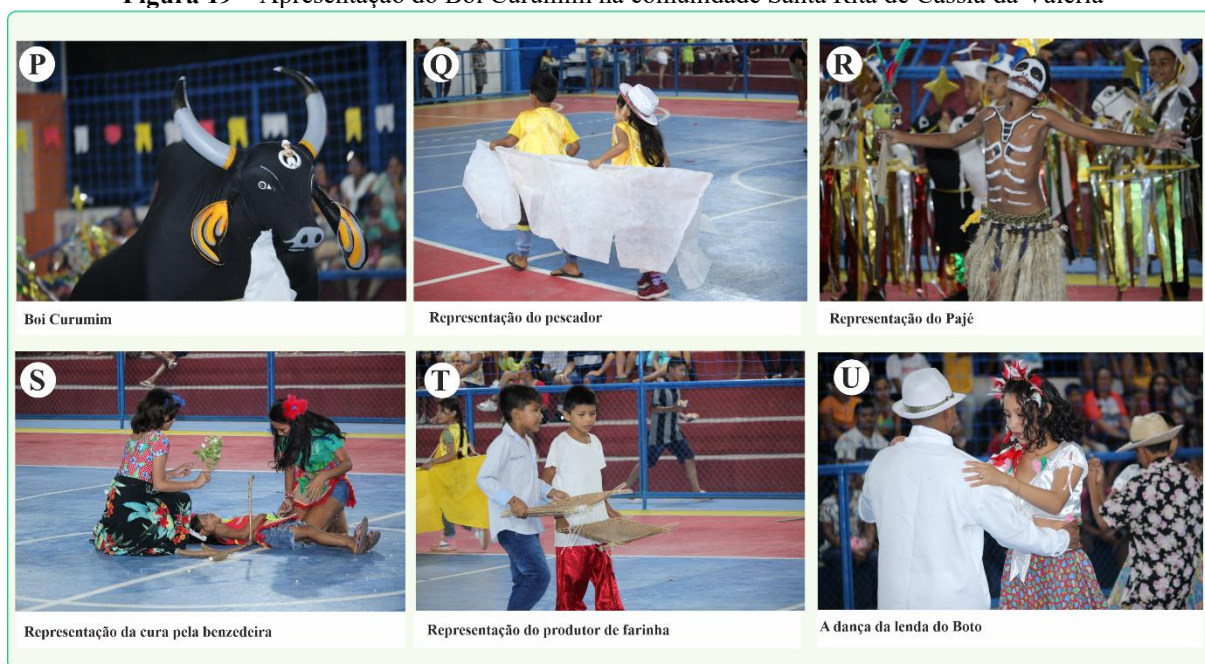 Figura 19 – Apresentação do Boi Curumim na comunidade Santa Rita de Cássia da Valéria
P
Q
R
Boi Curumim
Representação do pescador
Representação do Pajé
S
T
U
Representação da cura pela benzedeira
Representação do produtor de farinha
A dança da lenda do Boto